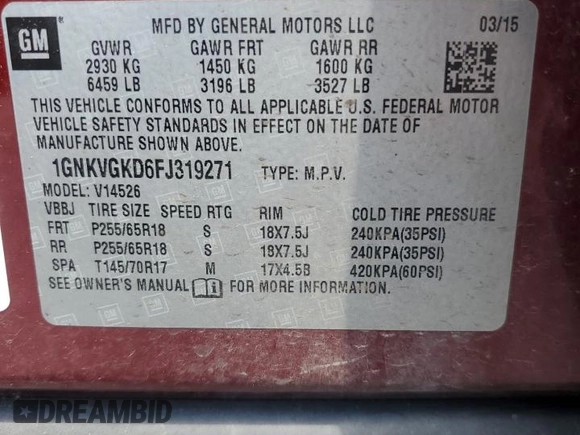 GM
MFD BY GENERAL MOTORS LLC 03/15
GVWR GAWR FRT GAWR RR
2930 KG 1450 KG 1600 KG
6459 LB 3196 LB 3527 LB
THIS VEHICLE CONFORMS TO ALL APPLICABLE U.S. FEDERAL MOTOR
VEHICLE SAFETY STANDARDS IN EFFECT ON THE DATE OF
MANUFACTURE SHOWN ABOVE.
1GNKVGKD6FJ319271 TYPE: M.P.V.
MODEL: V14526
VBBJ TIRE SIZE SPEED RTG RIM COLD TIRE PRESSURE
FRT P255/65R18 S 18X7.5J 240KPA(35PSI)
RR P255/65R18 S 18X7.5J 240KPA(35PSI)
SPA T145/70R17 M 17X4.5B 420KPA(60PSI)
SEE OWNER'S MANUAL FOR MORE INFORMATION.
DREAMBID